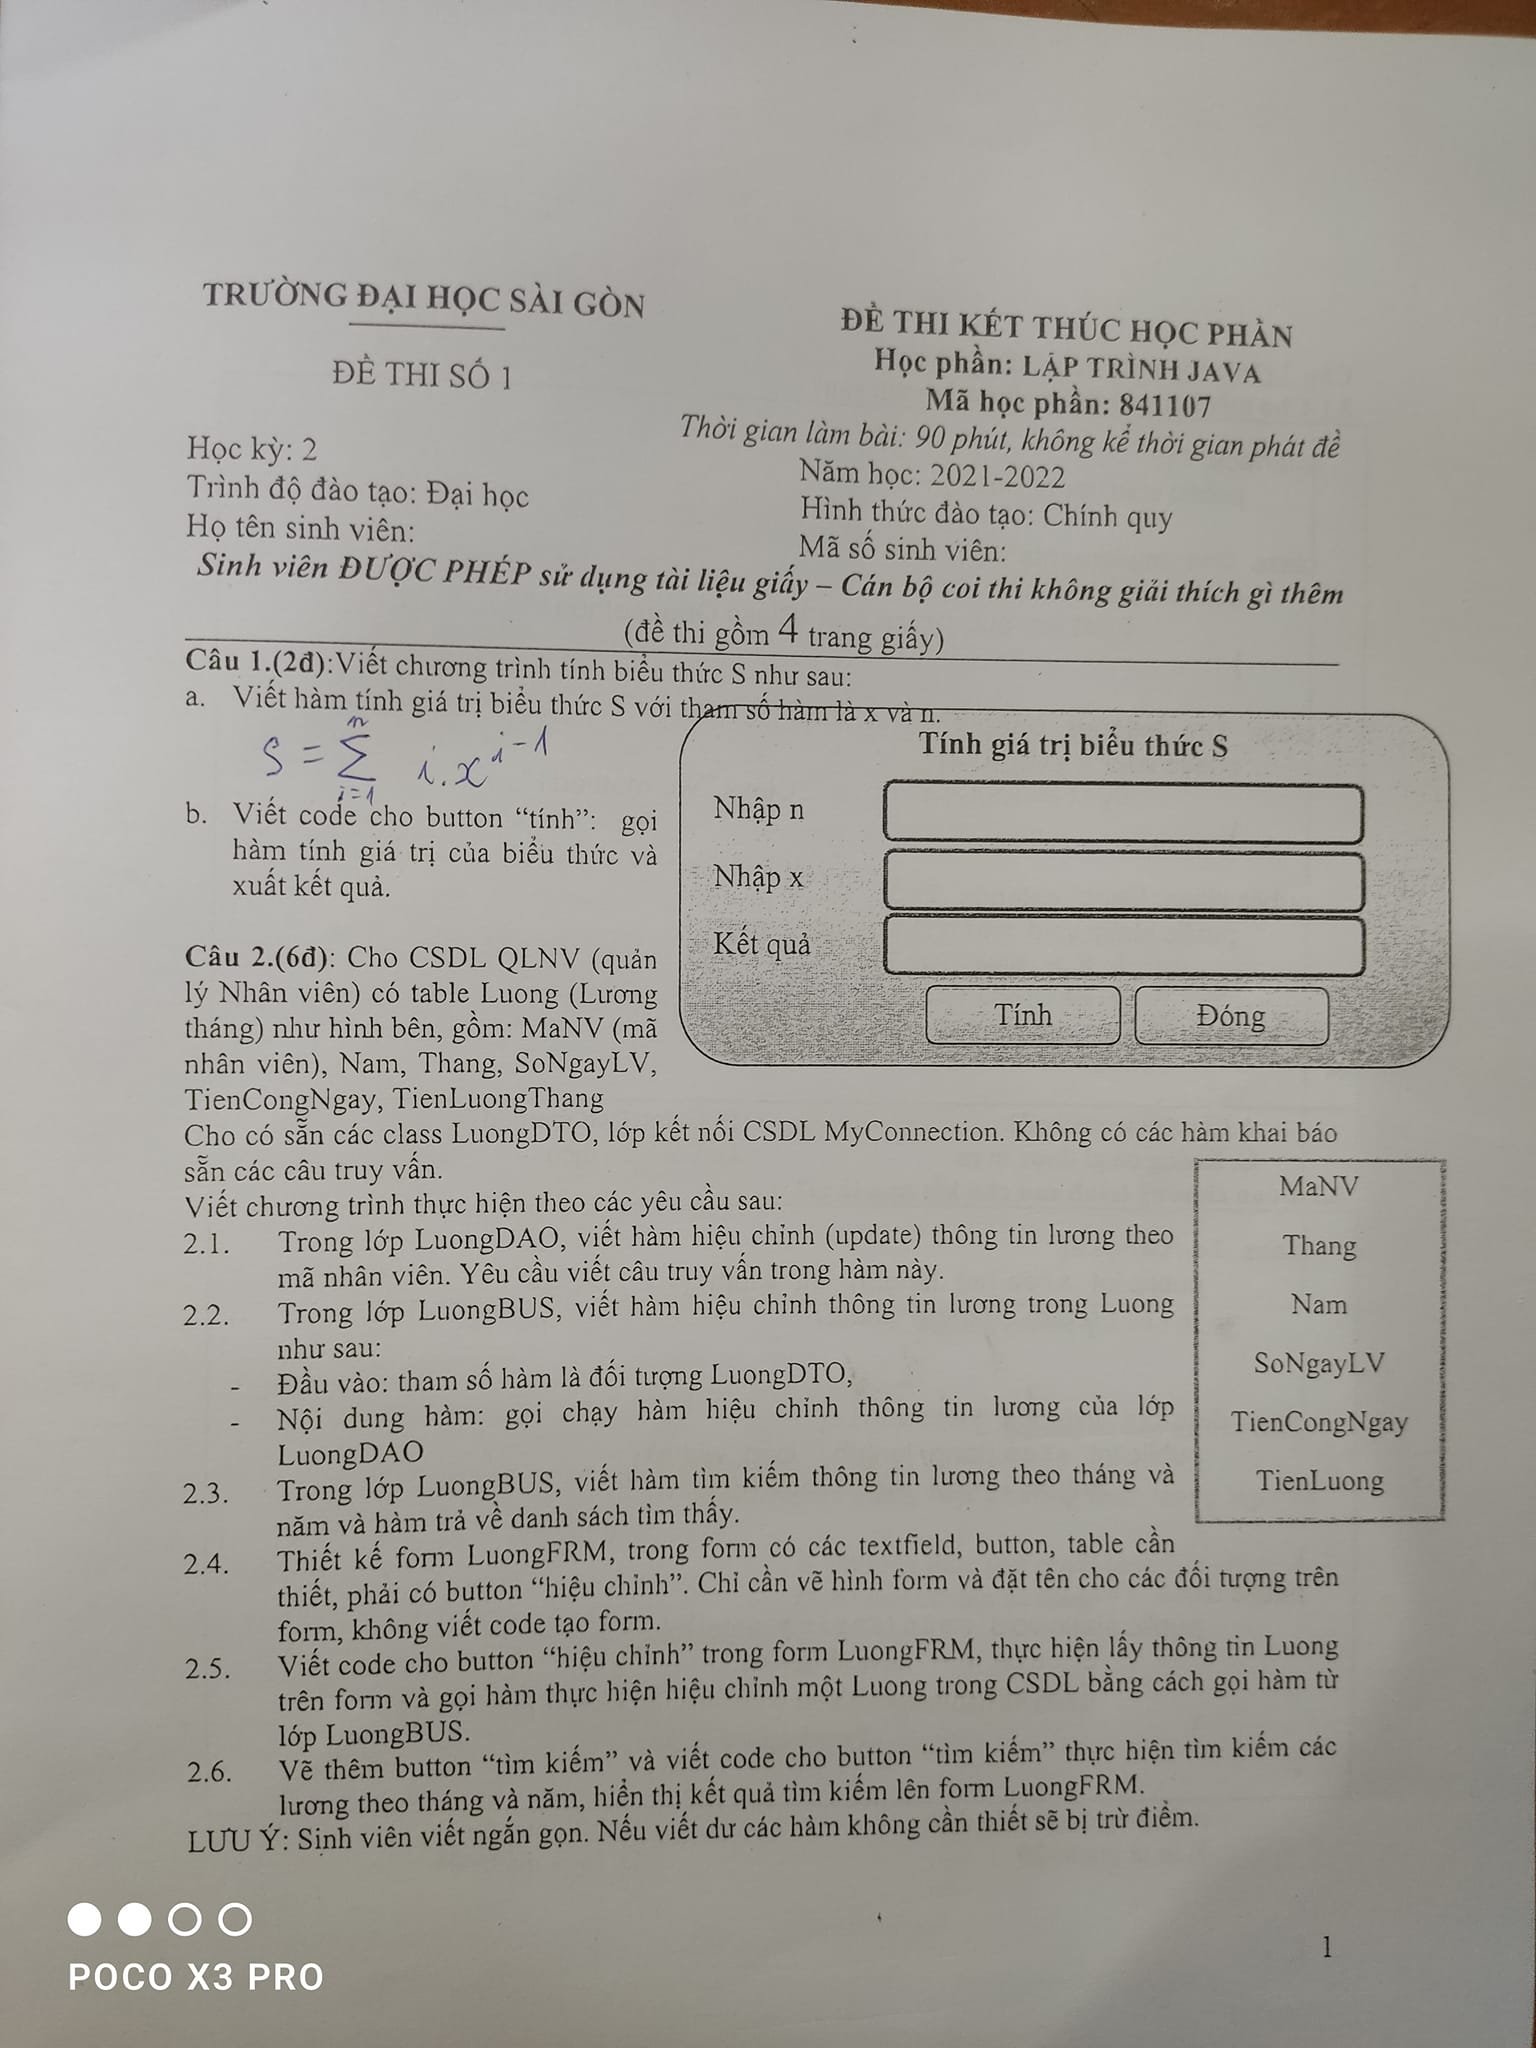 TRƯỜNG ĐẠI HỌC SÀI GÒN
ĐỀ THI SỐ 1
ĐỀ THI KẾT THÚC HỌC PHẦN
Học phần: LẬP TRÌNH JAVA
Mã học phần: 841107
Thời gian làm bài: 90 phút, không kể thời gian phát đề
Học kỳ: 2
Năm học: 2021-2022
Trình độ đào tạo: Đại học
Hình thức đào tạo: Chính quy
Họ tên sinh viên:
Mã số sinh viên:
Sinh viên ĐƯỢC PHÉP sử dụng tài liệu giấy – Cán bộ coi thi không giải thích gì thêm
(đề thi gồm 4 trang giấy)
Câu 1.(2đ):Viết chương trình tính biểu thức S như sau:
a. Viết hàm tính giá trị biểu thức S với tham số hàm là x và n.
n
S = Σ i.x^{i-1}
i=1
b. Viết code cho button “tính”: gọi
hàm tính giá trị của biểu thức và
xuất kết quả.
Tính giá trị biểu thức S
Nhập n
Nhập x
Kết quả
Tính
Đóng
Câu 2.(6đ): Cho CSDL QLNV (quản
lý Nhân viên) có table Luong (Lương
tháng) như hình bên, gồm: MaNV (mã
nhân viên), Nam, Thang, SoNgayLV,
TienCongNgay, TienLuongThang
Cho có sẵn các class LuongDTO, lớp kết nối CSDL MyConnection. Không có các hàm khai báo
sẵn các câu truy vấn.
Viết chương trình thực hiện theo các yêu cầu sau:
2.1. Trong lớp LuongDAO, viết hàm hiệu chỉnh (update) thông tin lương theo
mã nhân viên. Yêu cầu viết câu truy vấn trong hàm này.
2.2. Trong lớp LuongBUS, viết hàm hiệu chỉnh thông tin lương trong Luong
như sau:
- Đầu vào: tham số hàm là đối tượng LuongDTO,
- Nội dung hàm: gọi chạy hàm hiệu chỉnh thông tin lương của lớp
LuongDAO
2.3. Trong lớp LuongBUS, viết hàm tìm kiếm thông tin lương theo tháng và
năm và hàm trả về danh sách tìm thấy.
MaNV
Thang
Nam
SoNgayLV
TienCongNgay
TienLuong
2.4. Thiết kế form LuongFRM, trong form có các textfield, button, table cần
thiết, phải có button “hiệu chỉnh”. Chỉ cần vẽ hình form và đặt tên cho các đối tượng trên
form, không viết code tạo form.
2.5. Viết code cho button “hiệu chỉnh” trong form LuongFRM, thực hiện lấy thông tin Luong
trên form và gọi hàm thực hiện hiệu chỉnh một Luong trong CSDL bằng cách gọi hàm từ
lớp LuongBUS.
2.6. Vẽ thêm button “tìm kiếm” và viết code cho button “tìm kiếm” thực hiện tìm kiếm các
lương theo tháng và năm, hiển thị kết quả tìm kiếm lên form LuongFRM.
LƯU Ý: Sinh viên viết ngắn gọn. Nếu viết dư các hàm không cần thiết sẽ bị trừ điểm.
1
POCO X3 PRO